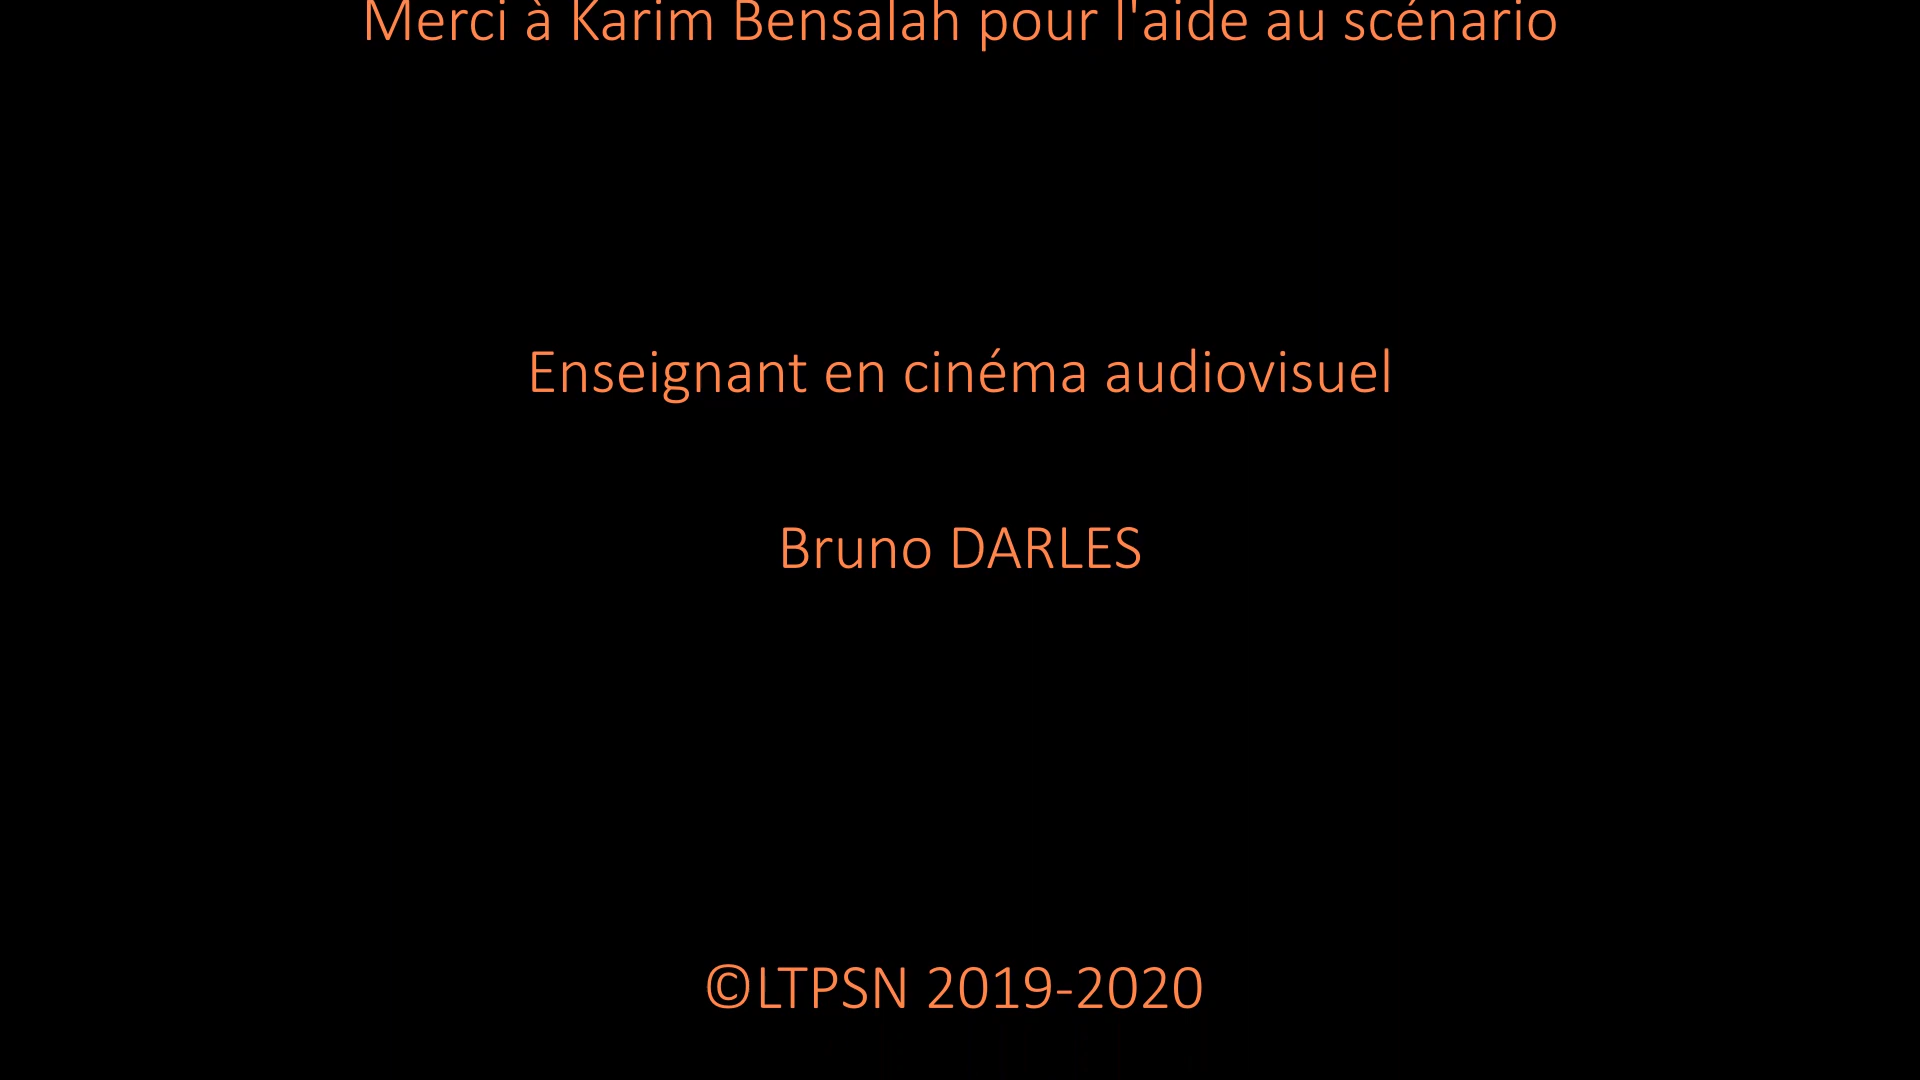 Merci à Karim Bensalah pour l'aide au scénario
Enseignant en cinéma audiovisuel
Bruno DARLES
©LTPSN 2019-2020